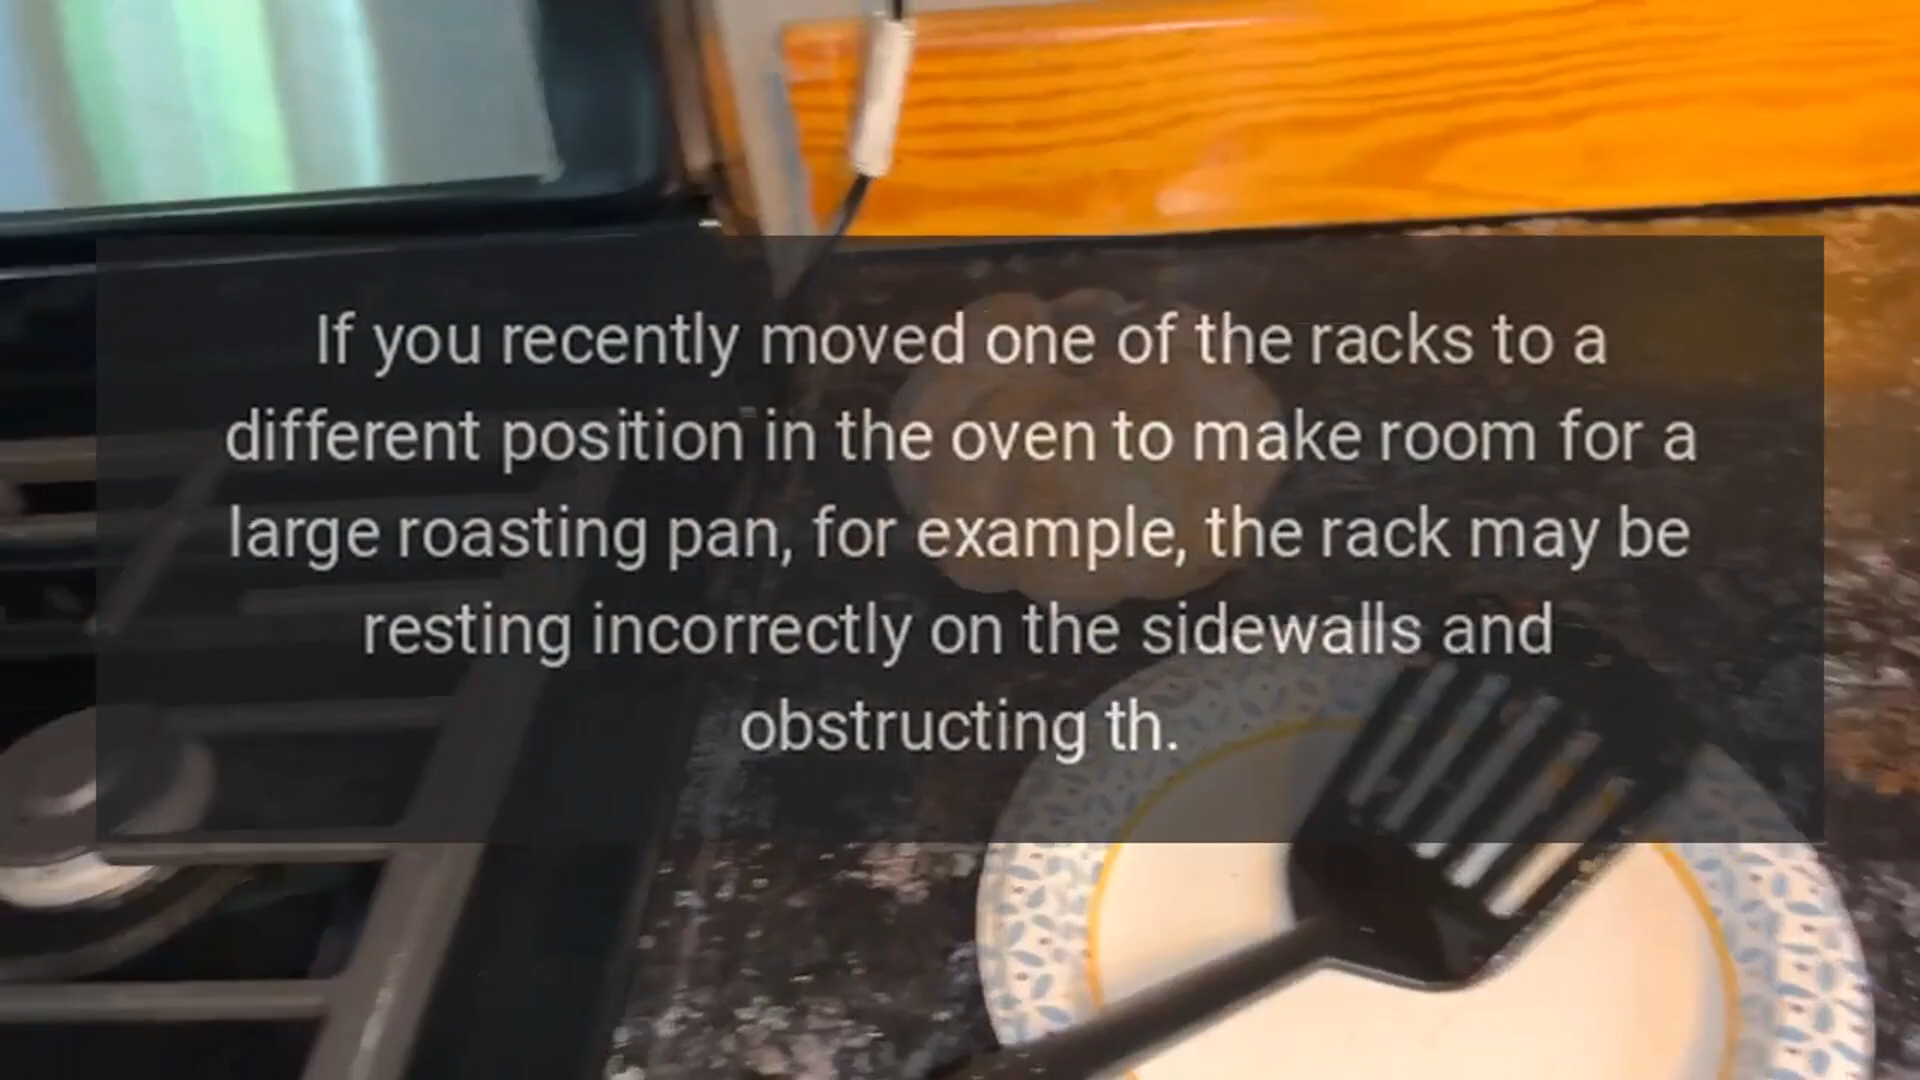 If you recently moved one of the racks to a
different position in the oven to make room for a
large roasting pan, for example, the rack may be
resting incorrectly on the sidewalls and
obstructing th.